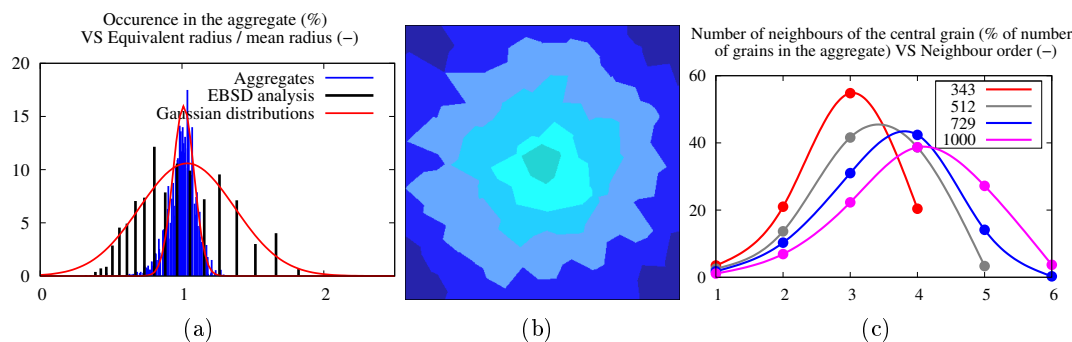 Occurence in the aggregate (%)
VS Equivalent radius / mean radius (−)
20
15
10
5
0
0
1
2
Aggregates
EBSD analysis
Gaussian distributions
(a)
(b)
Number of neighbours of the central grain (% of number
of grains in the aggregate) VS Neighbour order (−)
60
40
20
0
1
2
3
4
5
6
343
512
729
1000
(c)